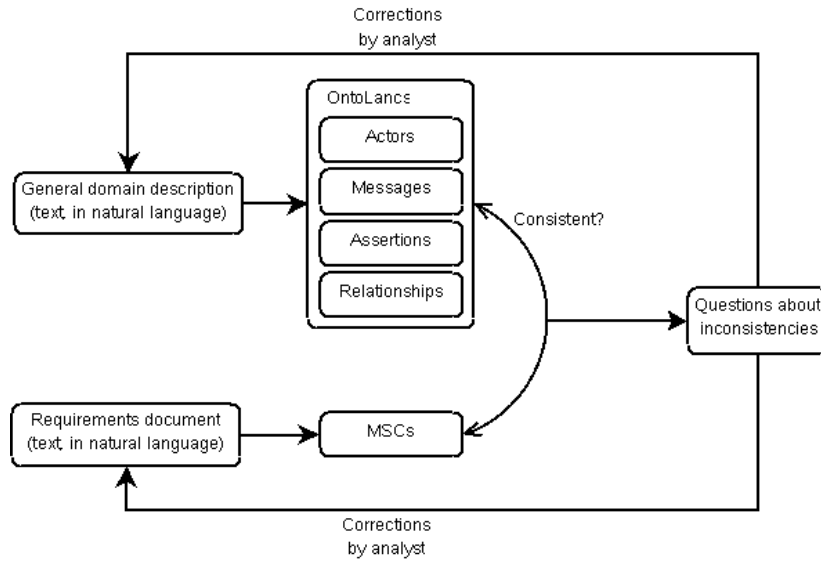 Corrections
by analyst
OntoLancs
Actors
General domain description
(text, in natural language)
Messages
Consistent?
Assertions
Relationships
Questions about
inconsistencies
Requirements document
(text, in natural language)
MSCs
Corrections
by analyst